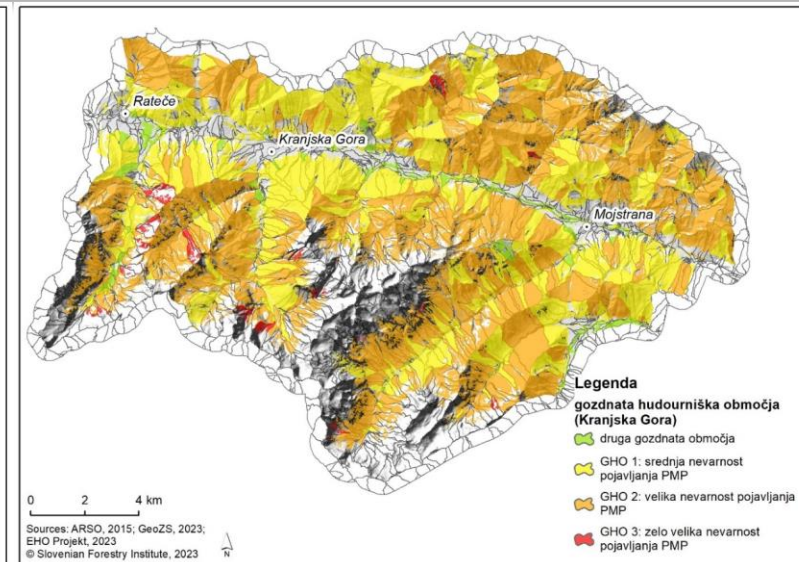 Rateče
Kranjska Gora
Mojstrana
Legenda
gozdnata hudourniška območja
(Kranjska Gora)
druga gozdnata območja
GHO 1: srednja nevarnost
pojavljanja PMP
GHO 2: velika nevarnost pojavljanja
PMP
GHO 3: zelo velika nevarnost
pojavljanja PMP
0 2 4 km
Sources: ARSO, 2015; GeoZS, 2023;
EHO Projekt, 2023
© Slovenian Forestry Institute, 2023
N